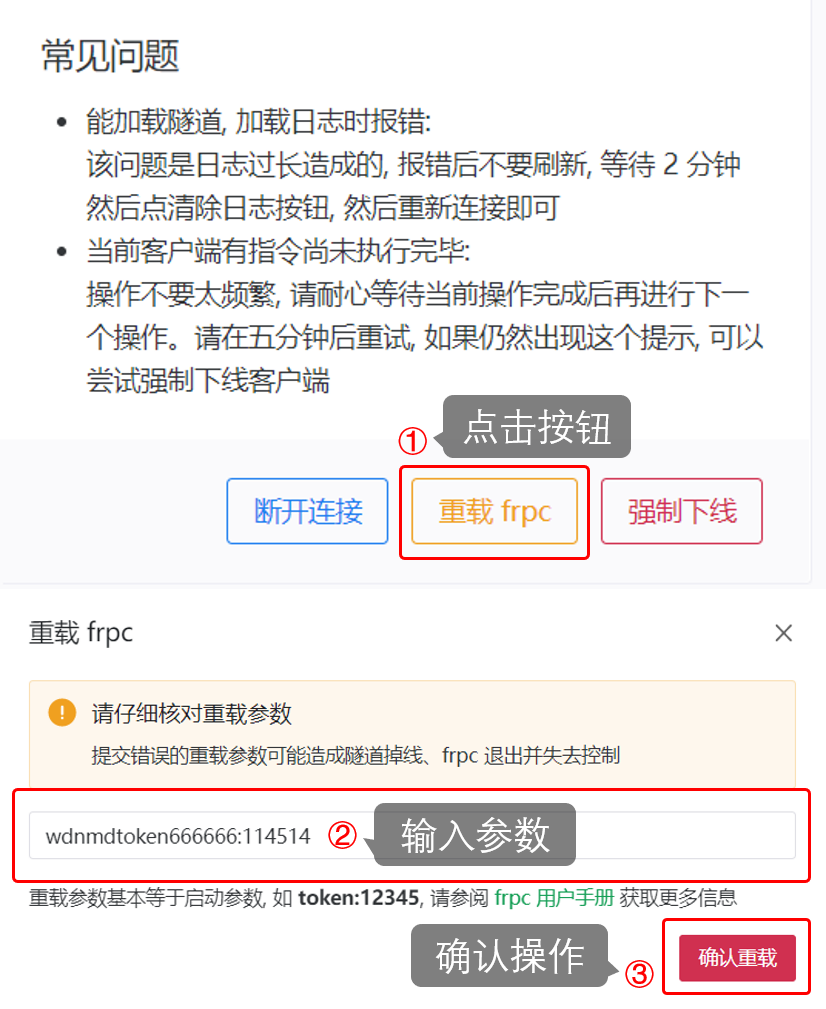 常见问题
能加载隧道, 加载日志时报错:
该问题是日志过长造成的, 报错后不要刷新, 等待 2 分钟
然后点清除日志按钮, 然后重新连接即可
当前客户端有指令尚未执行完毕:
操作不要太频繁, 请耐心等待当前操作完成后再进行下一
个操作。请在五分钟后重试, 如果仍然出现这个提示, 可以
尝试强制下线客户端
① 点击按钮
断开连接 重载 frpc 强制下线
重载 frpc
! 请仔细核对重载参数
提交错误的重载参数可能造成隧道掉线、frpc 退出并失去控制
wdnmdtoken666666:114514 ② 输入参数
重载参数基本等于启动参数, 如 token:12345, 请参阅 frpc 用户手册 获取更多信息
确认操作 ③ 确认重载